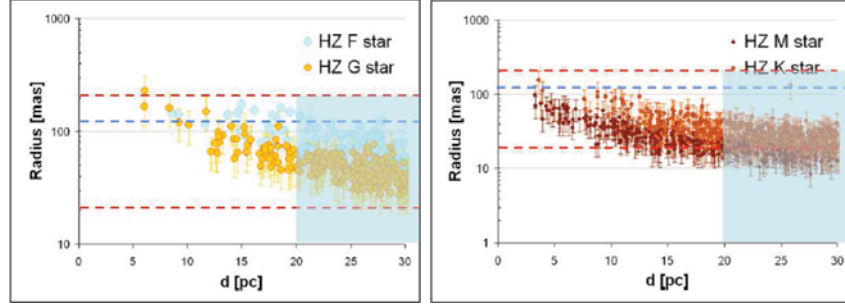 1000
HZ F star
HZ G star
100
10
Radius [mas]
0 5 10 15 20 25 30
d [pc]
1000
HZ M star
HZ K star
100
10
1
Radius [mas]
0 5 10 15 20 25 30
d [pc]